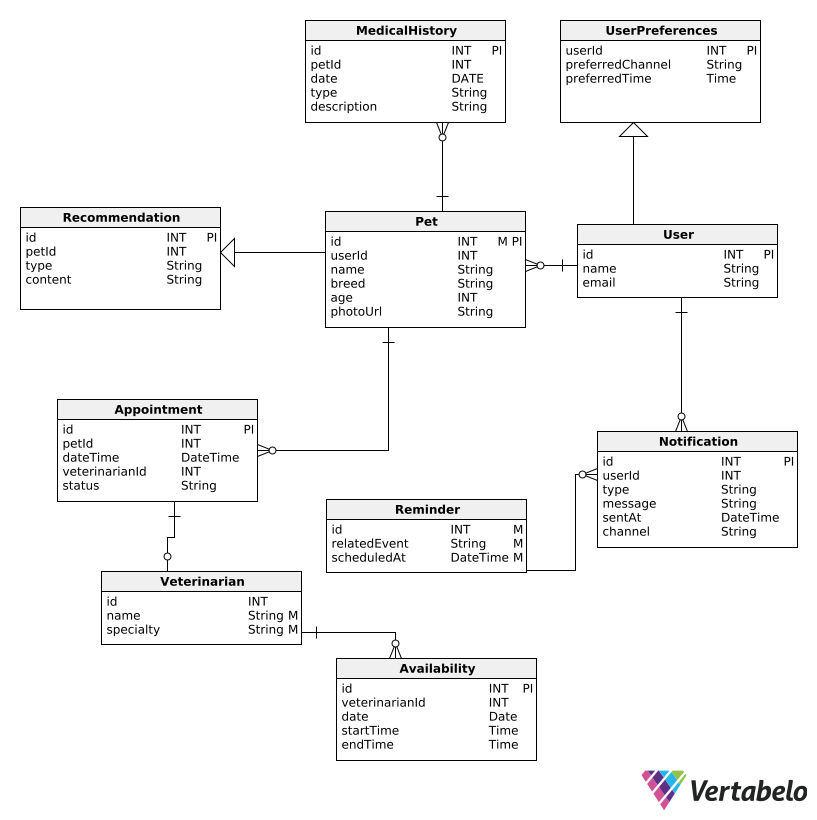 MedicalHistory
id INT PI
petId INT
date DATE
type String
description String
UserPreferences
userId INT PI
preferredChannel String
preferredTime Time
Recommendation
id INT PI
petId INT
type String
content String
Pet
id INT M PI
userId INT
name String
breed String
age INT
photoUrl String
User
id INT PI
name String
email String
Appointment
id INT PI
petId INT
dateTime DateTime
veterinarianId INT
status String
Notification
id INT PI
userId INT
type String
message String
sentAt DateTime
channel String
Reminder
id INT M
relatedEvent String M
scheduledAt DateTime M
Veterinarian
id INT
name String M
specialty String M
Availability
id INT PI
veterinarianId INT
date Date
startTime Time
endTime Time
Vertabelo